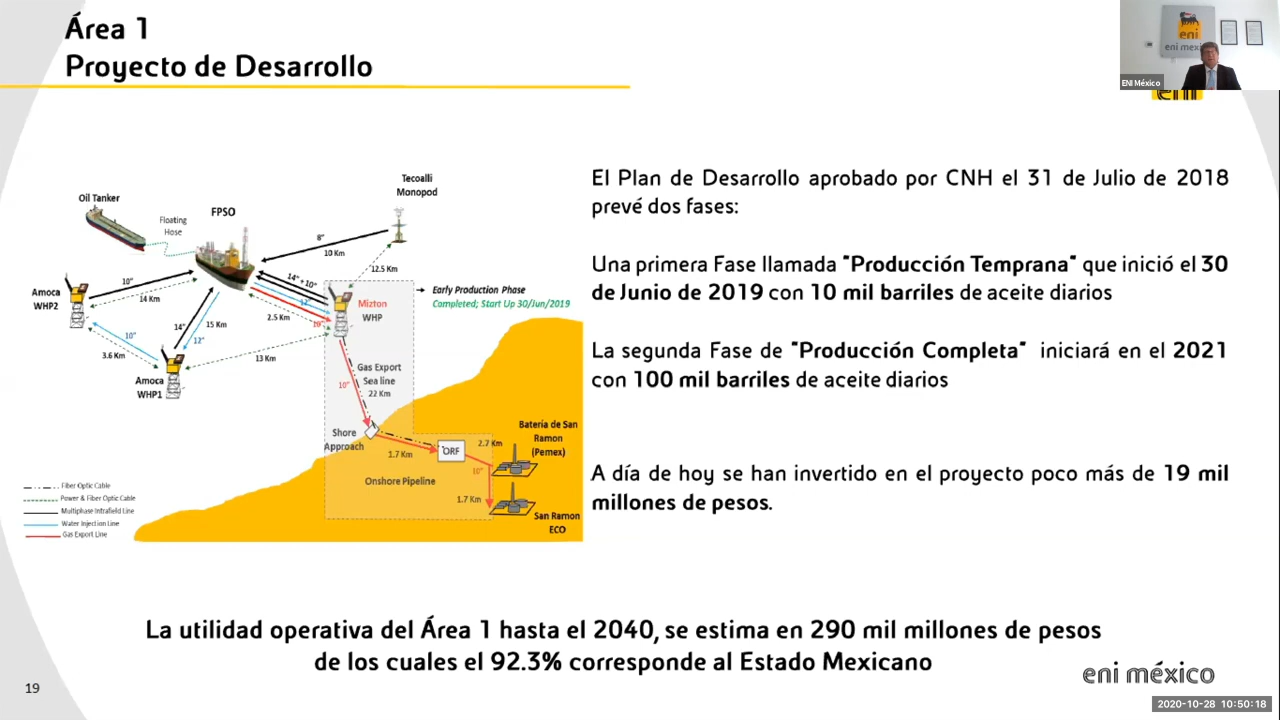 Área 1
Proyecto de Desarrollo
eni
eni mexico
ENI México
eni
El Plan de Desarrollo aprobado por CNH el 31 de Julio de 2018
prevé dos fases:
Una primera Fase llamada "Producción Temprana" que inició el 30
de Junio de 2019 con 10 mil barriles de aceite diarios
La segunda Fase de "Producción Completa" iniciará en el 2021
con 100 mil barriles de aceite diarios
A día de hoy se han invertido en el proyecto poco más de 19 mil
millones de pesos.
Oil Tanker
Floating
Hose
FPSO
Tecoalli
Monopod
8"
10 Km
12.5 Km
Amoca
WHP2
10"
14 Km
14" + 10"
12"
2.5 Km
10"
Mizton
WHP
Early Production Phase
Completed; Start Up 30/Jun/2019
10"
3.6 Km
14"
15 Km
12"
13 Km
Amoca
WHP1
Gas Export
Sea line
22 Km
10"
Shore
Approach
1.7 Km
ORF
2.7 Km
10"
Batería de San
Ramon
(Pemex)
Onshore Pipeline
1.7 Km
San Ramon
ECO
Fiber Optic Cable
Power & Fiber Optic Cable
Multiphase Intrafield Line
Water Injection Line
Gas Export Line
La utilidad operativa del Área 1 hasta el 2040, se estima en 290 mil millones de pesos
de los cuales el 92.3% corresponde al Estado Mexicano
eni méxico
19
2020-10-28 10:50:18